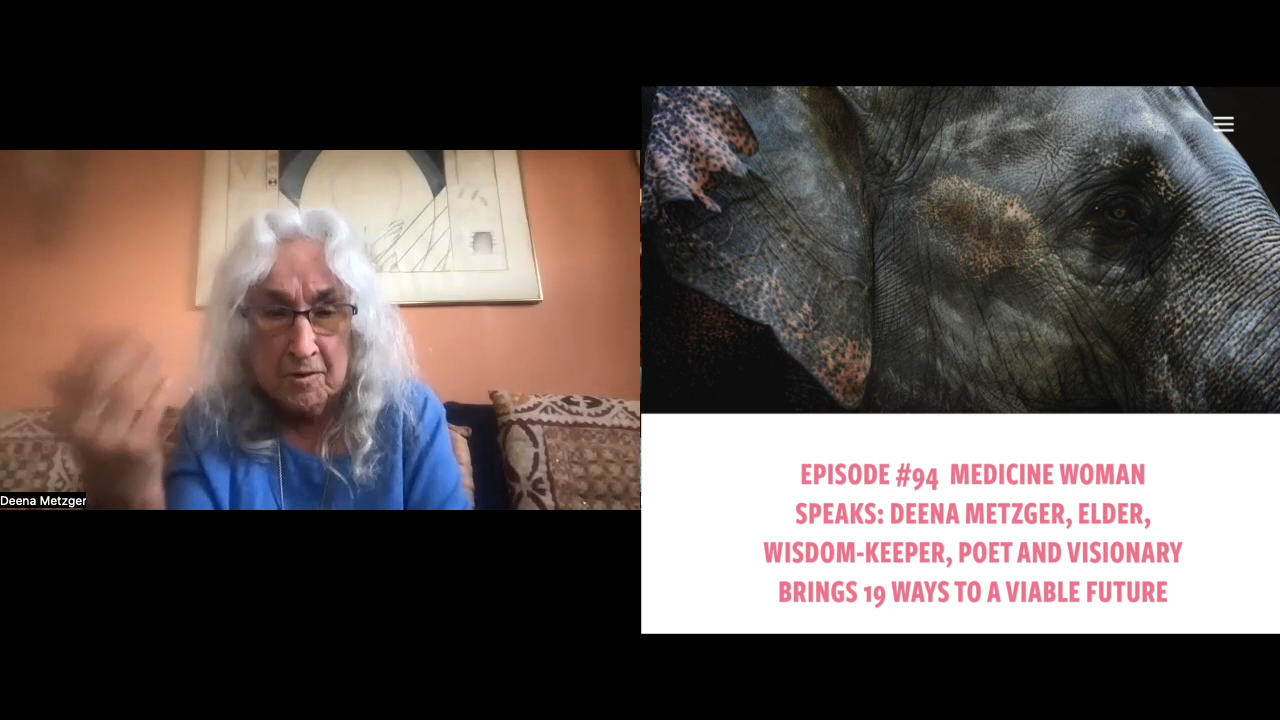 Deena Metzger
EPISODE #94 MEDICINE WOMAN
SPEAKS: DEENA METZGER, ELDER,
WISDOM-KEEPER, POET AND VISIONARY
BRINGS 19 WAYS TO A VIABLE FUTURE